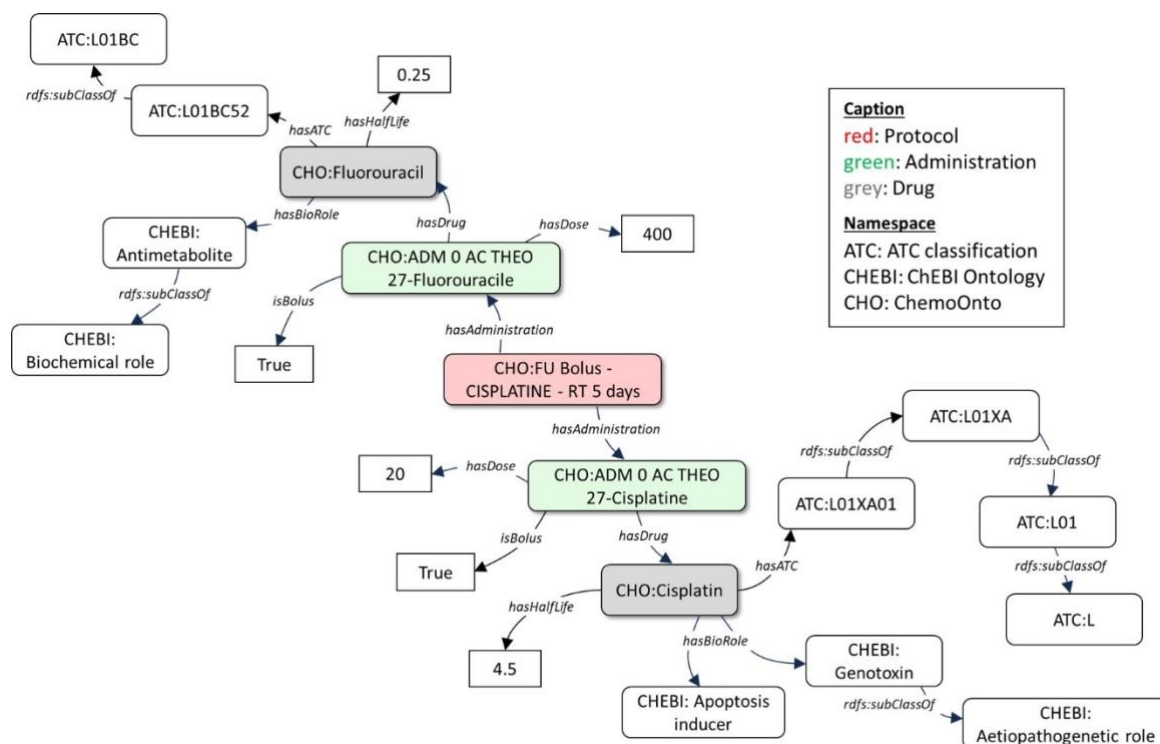 ATC:L01BC
rdfs:subClassOf
ATC:L01BC52
hasATC
0.25
hasHalfLife
CHO:Fluorouracil
hasBioRole
CHEBI:
Antimetabolite
rdfs:subClassOf
CHEBI:
Biochemical role
hasDrug
hasDose
400
CHO:ADM 0 AC THEO
27-Fluorouracile
isBolus
True
hasAdministration
CHO:FU Bolus -
CISPLATINE - RT 5 days
hasAdministration
20
hasDose
CHO:ADM 0 AC THEO
27-Cisplatine
isBolus
True
hasDrug
CHO:Cisplatin
hasHalfLife
4.5
hasATC
ATC:L01XA01
rdfs:subClassOf
ATC:L01XA
rdfs:subClassOf
ATC:L01
rdfs:subClassOf
ATC:L
hasBioRole
CHEBI: Apoptosis
inducer
CHEBI:
Genotoxin
rdfs:subClassOf
CHEBI:
Aetiopathogenetic role
Caption
red: Protocol
green: Administration
grey: Drug
Namespace
ATC: ATC classification
CHEBI: ChEBI Ontology
CHO: ChemoOnto